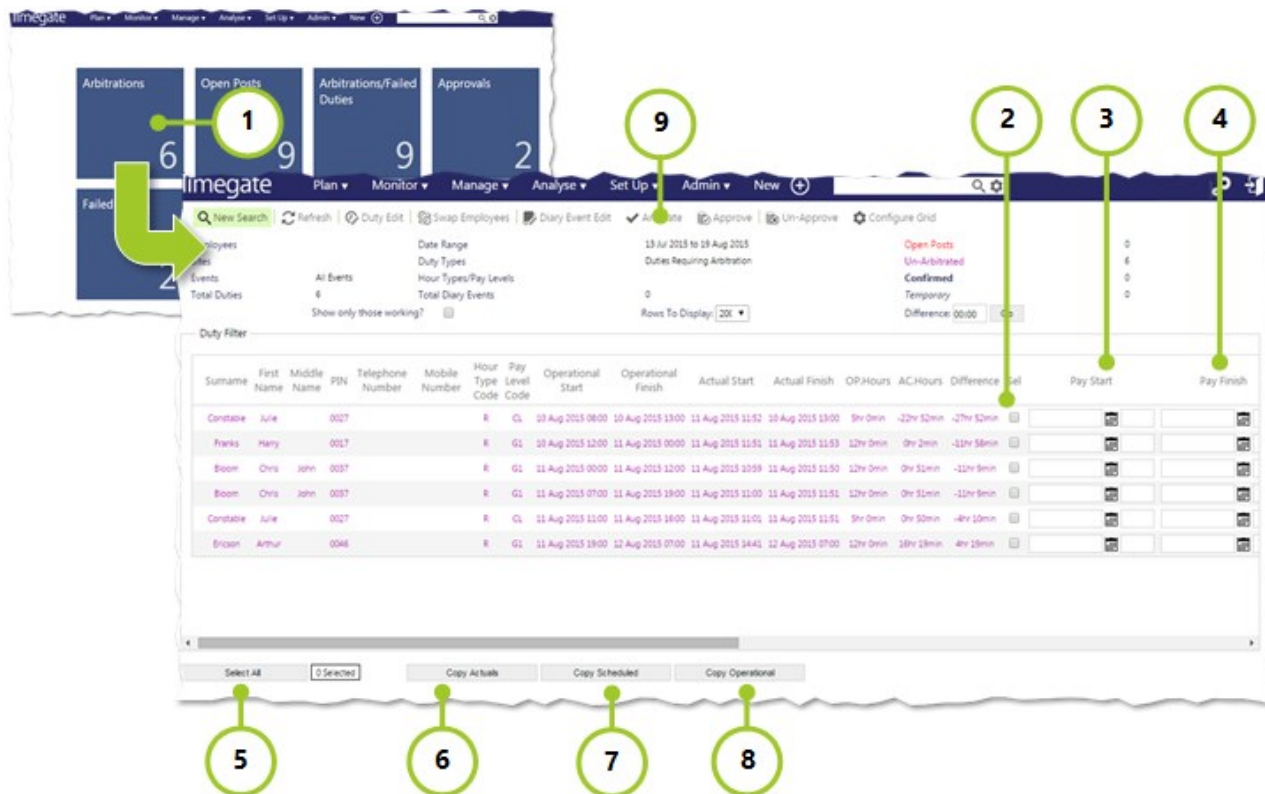 limegate Plan Monitor Manage Analyse Set Up Admin New
Arbitrations
6
Open Posts
9
Arbitrations/Failed
Duties
9
Approvals
2
Failed
2
1
9
2
3
4
limegate Plan Monitor Manage Analyse Set Up Admin New
New Search Refresh Duty Edit Swap Employees Diary Event Edit Approve Un-Approve Configure Grid
Date Range 13 Jul 2015 to 19 Aug 2015 Open Posts 0
Duty Types Duties Requiring Arbitration Un-Arbitrated 6
Events All Events Hour Types/Pay Levels Confirmed 0
Total Duties 6 Total Diary Events 0 Temporary 0
Show only those working? Rows To Display: 200 Difference: 00:00
Duty Filter
Surname First Name Middle Name PIN Telephone Number Mobile Number Hour Type Code Pay Level Code Operational Start Operational Finish Actual Start Actual Finish OP.Hours AC.Hours Difference Sel Pay Start Pay Finish
Constable Julie 0027 R CL 10 Aug 2015 08:00 10 Aug 2015 13:00 11 Aug 2015 11:52 10 Aug 2015 13:00 5hr 0min -22hr 52min -27hr 52min
Franks Harry 0017 R G1 10 Aug 2015 12:00 11 Aug 2015 00:00 11 Aug 2015 11:51 11 Aug 2015 11:53 12hr 0min 0hr 2min -11hr 58min
Bloom Chris John 0037 R G1 11 Aug 2015 00:00 11 Aug 2015 12:00 11 Aug 2015 10:59 11 Aug 2015 11:50 12hr 0min 0hr 51min -11hr 9min
Bloom Chris John 0037 R G1 11 Aug 2015 07:00 11 Aug 2015 19:00 11 Aug 2015 11:00 11 Aug 2015 11:51 12hr 0min 0hr 51min -11hr 9min
Constable Julie 0027 R CL 11 Aug 2015 11:00 11 Aug 2015 16:00 11 Aug 2015 11:01 11 Aug 2015 11:51 5hr 0min 0hr 50min -4hr 10min
Ericson Arthur 0046 R G1 11 Aug 2015 19:00 12 Aug 2015 07:00 11 Aug 2015 14:41 12 Aug 2015 07:00 12hr 0min 16hr 19min 4hr 19min
Select All 0 Selected Copy Actuals Copy Scheduled Copy Operational
5
6
7
8